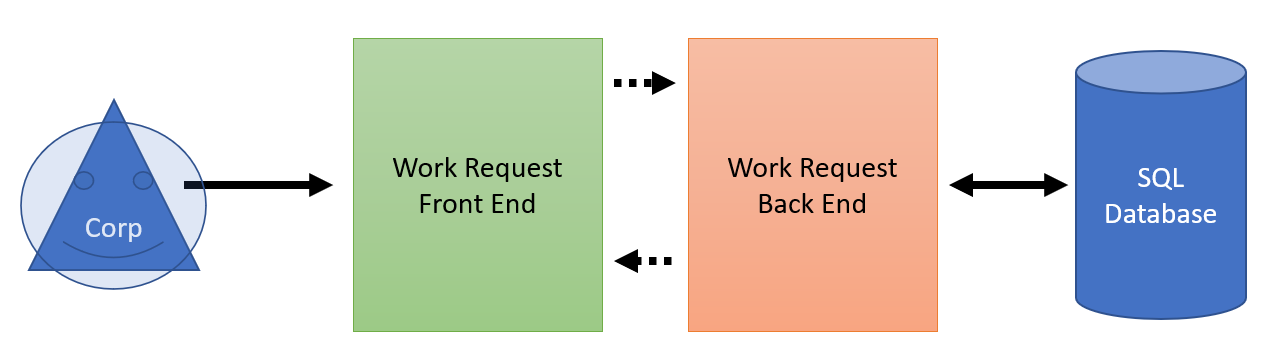 Corp
Work Request
Front End
Work Request
Back End
SQL
Database